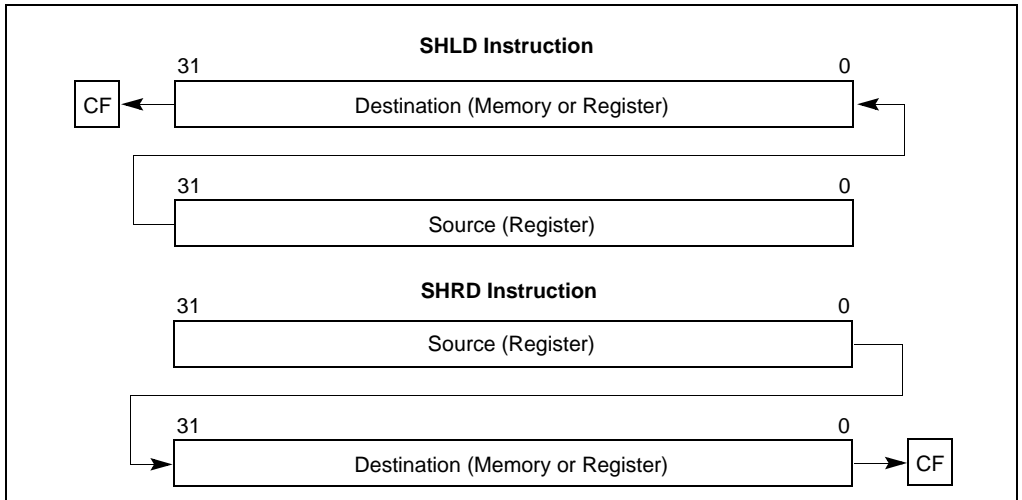 SHLD Instruction
31 0
CF Destination (Memory or Register)
31 0
Source (Register)
SHRD Instruction
31 0
Source (Register)
31 0
Destination (Memory or Register) CF